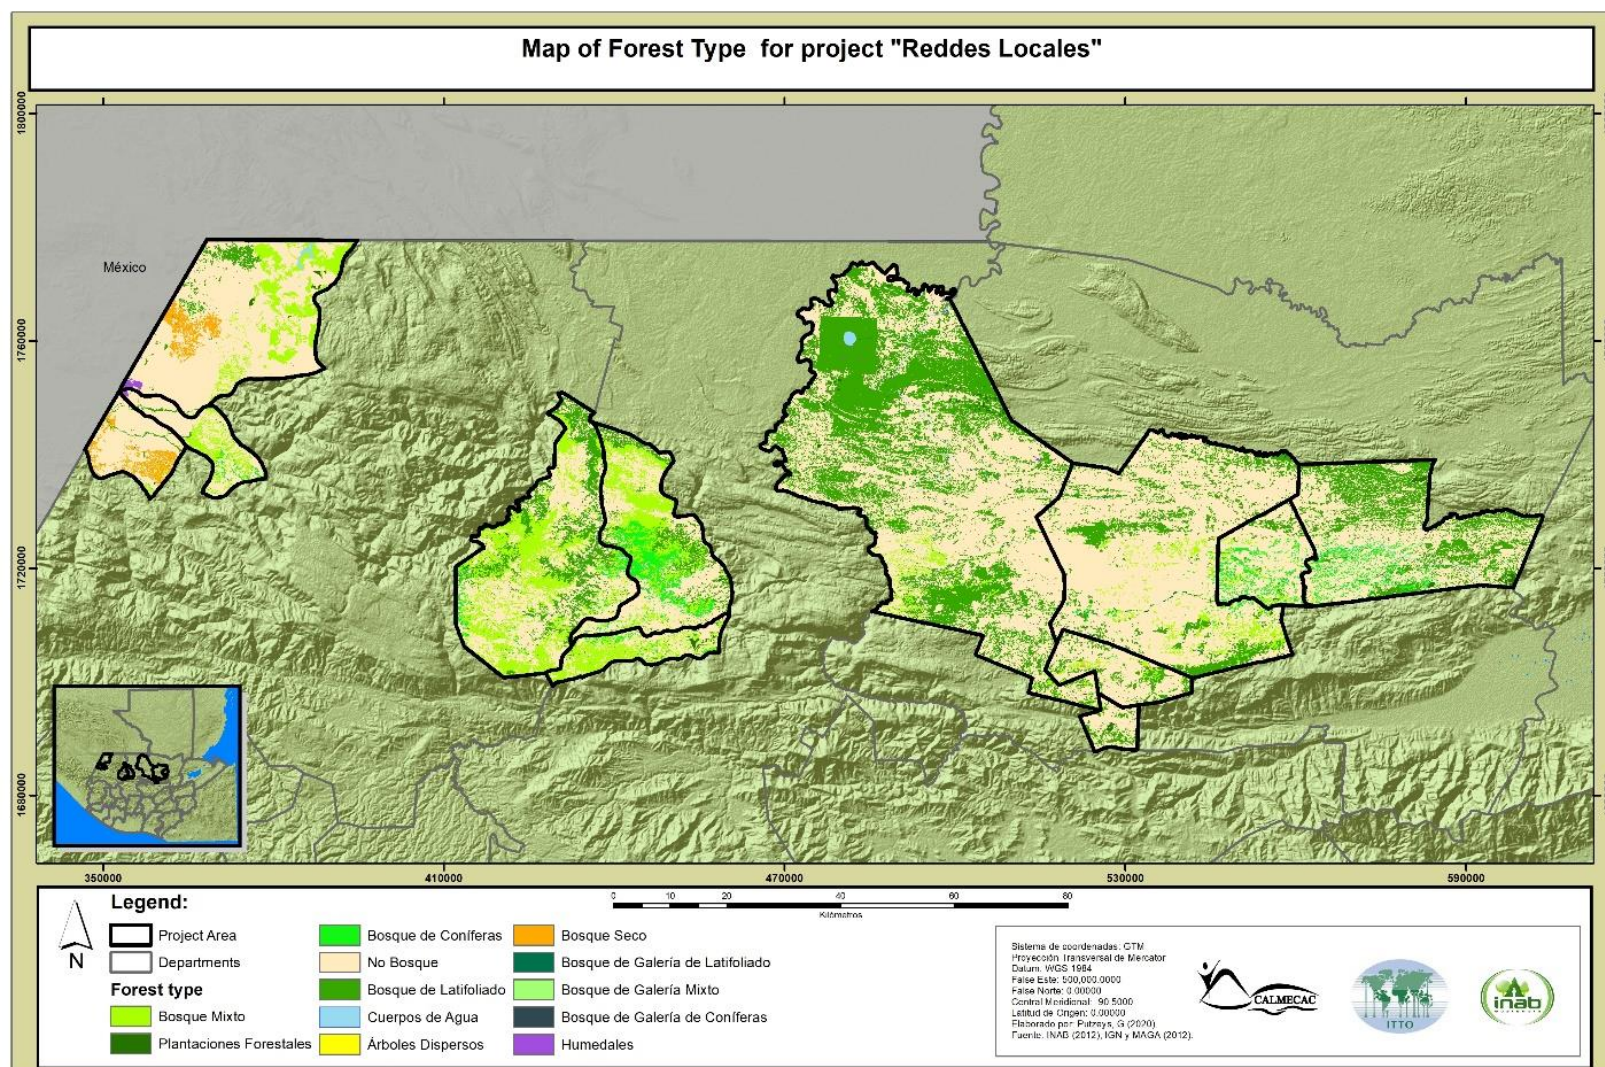 Map of Forest Type for project "Reddes Locales"
1800000
1760000
1720000
1680000
México
350000
410000
470000
530000
590000
Legend:
Project Area
Departments
Forest type
Bosque Mixto
Plantaciones Forestales
Bosque de Coníferas
No Bosque
Bosque de Latifoliado
Cuerpos de Agua
Árboles Dispersos
Bosque Seco
Bosque de Galería de Latifoliado
Bosque de Galería Mixto
Bosque de Galería de Coníferas
Humedales
N
0 10 20 40 60 80
Kilómetros
Sistema de coordenadas: GTM
Proyección Transversal de Mercator
Datum: WGS 1984
False Este: 500,000.0000
False Norte: 0.00000
Central Meridional: 90.5000
Latitud de Origen: 0.00000
Elaborado por: Putzeys, G (2020)
Fuente: INAB (2012), IGN y MAGA (2012).
CALMECAC
ITTO
inab